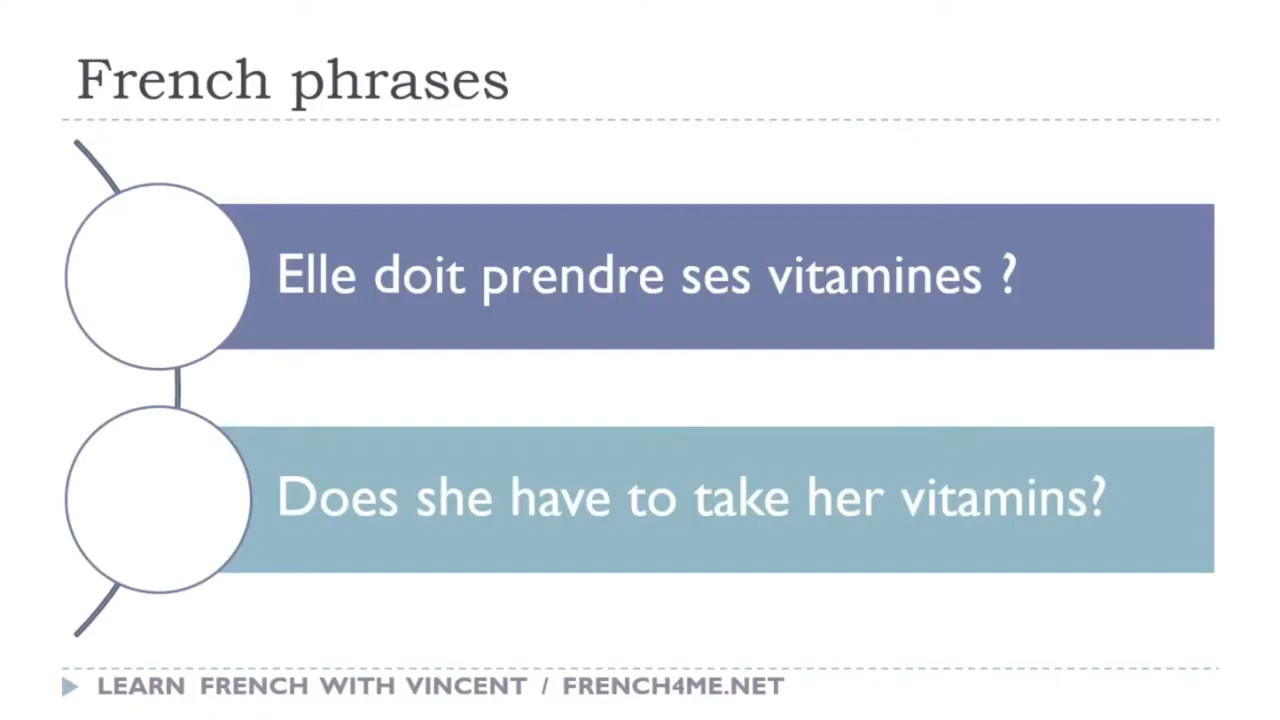 French phrases
Elle doit prendre ses vitamines ?
Does she have to take her vitamins?
LEARN FRENCH WITH VINCENT / FRENCH4ME.NET